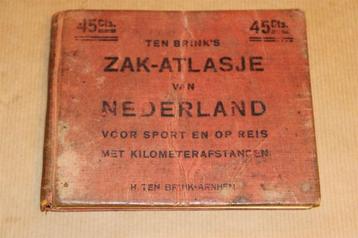 45 Cts. 45 Cts.
TEN BRINK'S
ZAK-ATLASJE
VAN
NEDERLAND
VOOR SPORT EN OP REIS
MET KILOMETERAFSTANDEN
H. TEN BRINK-ARNHEM